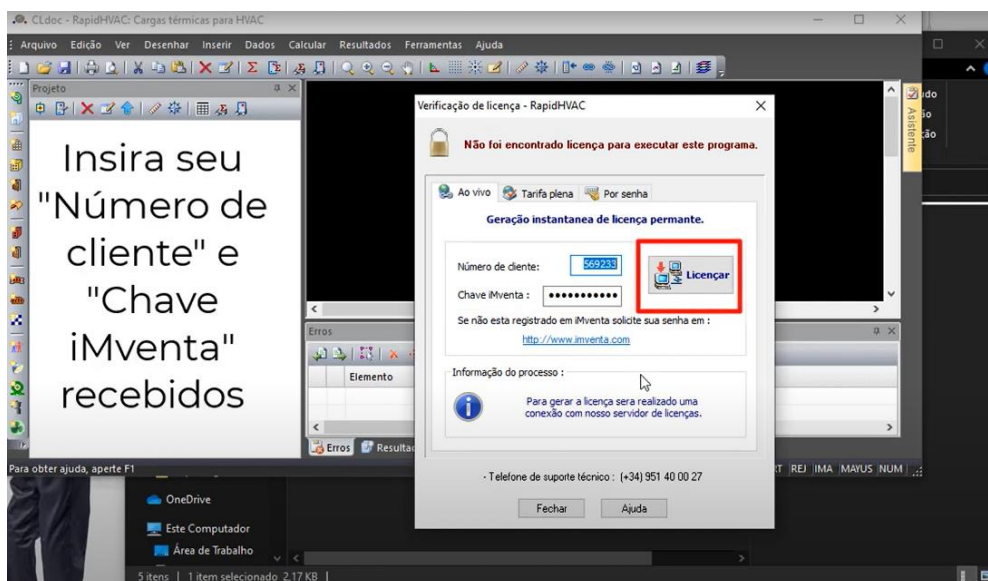 CLdoc - RapidHVAC: Cargas térmicas para HVAC
Arquivo Edição Ver Desenhar Inserir Dados Calcular Resultados Ferramentas Ajuda
Projeto
Insira seu
"Número de
cliente" e
"Chave
iMventa"
recebidos
Verificação de licença - RapidHVAC
Não foi encontrado licença para executar este programa.
Ao vivo Tarifa plena Por senha
Geração instantanea de licença permante.
Número de cliente: 569233
Licençar
Chave iMventa : •••••••••••
Se não esta registrado em iMventa solicite sua senha em :
http://www.imventa.com
Informação do processo :
Para gerar a licença sera realizado uma
conexão com nosso servidor de licenças.
- Telefone de suporte técnico : (+34) 951 40 00 27
Fechar Ajuda
Assistente
Erros
Elemento
Erros Resultad
Para obter ajuda, aperte F1
REJ IMA MAYUS NUM
OneDrive
Este Computador
Área de Trabalho
5 itens 1 item selecionado 2,17 KB